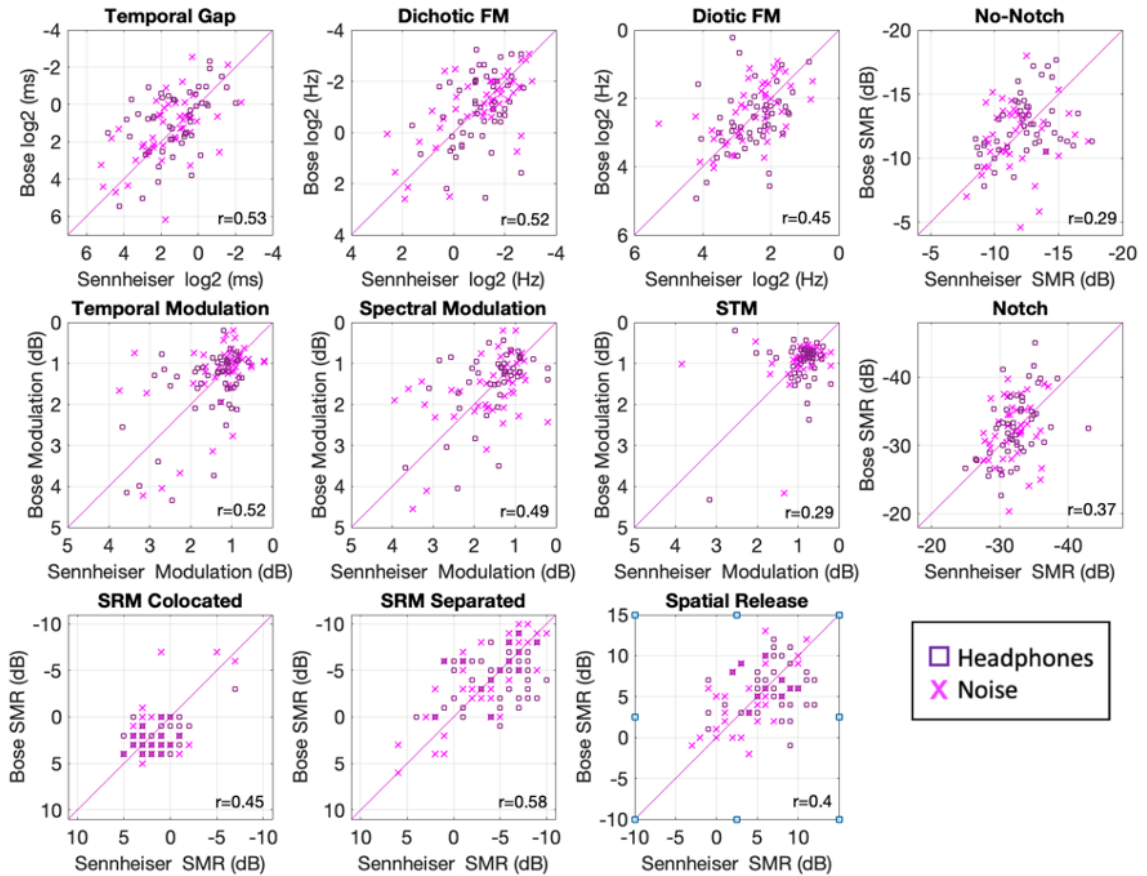 Temporal Gap
Dichotic FM
Diotic FM
No-Notch
-4
-2
0
2
4
6
Bose log2 (ms)
r=0.53
6 4 2 0 -2 -4
Sennheiser log2 (ms)
-4
-2
0
2
4
Bose log2 (Hz)
r=0.52
4 2 0 -2 -4
Sennheiser log2 (Hz)
0
2
4
6
Bose log2 (Hz)
r=0.45
6 4 2 0
Sennheiser log2 (Hz)
-20
-15
-10
-5
Bose SMR (dB)
r=0.29
-5 -10 -15 -20
Sennheiser SMR (dB)
Temporal Modulation
Spectral Modulation
STM
Notch
0
1
2
3
4
5
Bose Modulation (dB)
r=0.52
5 4 3 2 1 0
Sennheiser Modulation (dB)
0
1
2
3
4
5
Bose Modulation (dB)
r=0.49
5 4 3 2 1 0
Sennheiser Modulation (dB)
0
1
2
3
4
5
Bose Modulation (dB)
r=0.29
5 4 3 2 1 0
Sennheiser Modulation (dB)
-40
-30
-20
Bose SMR (dB)
r=0.37
-20 -30 -40
Sennheiser SMR (dB)
SRM Colocated
SRM Separated
Spatial Release
-10
-5
0
5
10
Bose SMR (dB)
r=0.45
10 5 0 -5 -10
Sennheiser SMR (dB)
-10
-5
0
5
10
Bose SMR (dB)
r=0.58
10 5 0 -5 -10
Sennheiser SMR (dB)
15
10
5
0
-5
-10
Bose SMR (dB)
r=0.4
-10 -5 0 5 10 15
Sennheiser SMR (dB)
Headphones
Noise